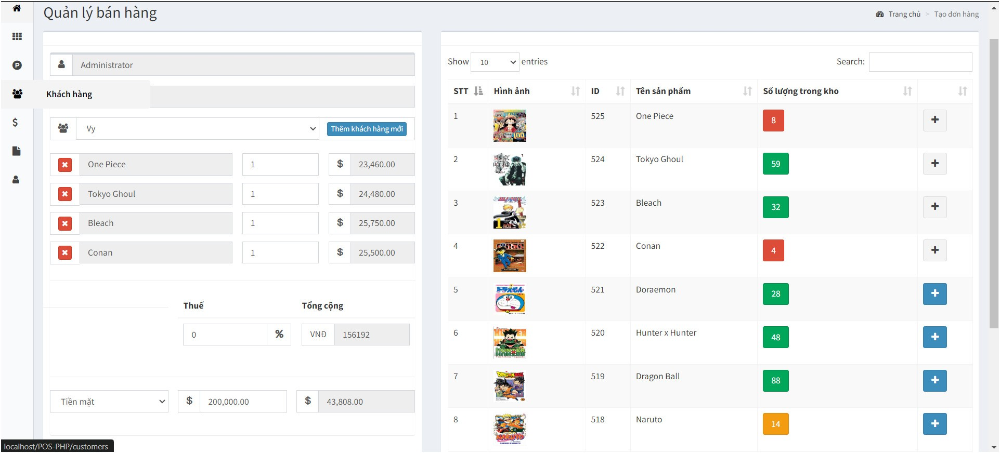 Quản lý bán hàng
Trang chủ > Tạo đơn hàng
Administrator
Khách hàng
Vy
Thêm khách hàng mới
One Piece 1 $ 23,460.00
Tokyo Ghoul 1 $ 24,480.00
Bleach 1 $ 25,750.00
Conan 1 $ 25,500.00
Thuế Tổng cộng
0 % VNĐ 156192
Tiền mặt $ 200,000.00 $ 43,808.00
localhost/POS-PHP/customers
Show 10 entries
Search:
STT Hình ảnh ID Tên sản phẩm Số lượng trong kho
1 525 One Piece 8
2 524 Tokyo Ghoul 59
3 523 Bleach 32
4 522 Conan 4
5 521 Doraemon 28
6 520 Hunter x Hunter 48
7 519 Dragon Ball 88
8 518 Naruto 14